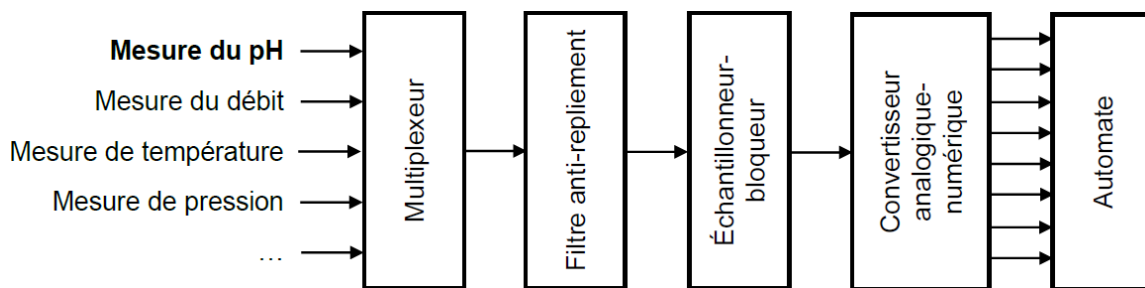 Mesure du pH
Mesure du débit
Mesure de température
Mesure de pression
...
Multiplexeur
Filtre anti-repliement
Échantillonneur-
bloqueur
Convertisseur
analogique-
numérique
Automate